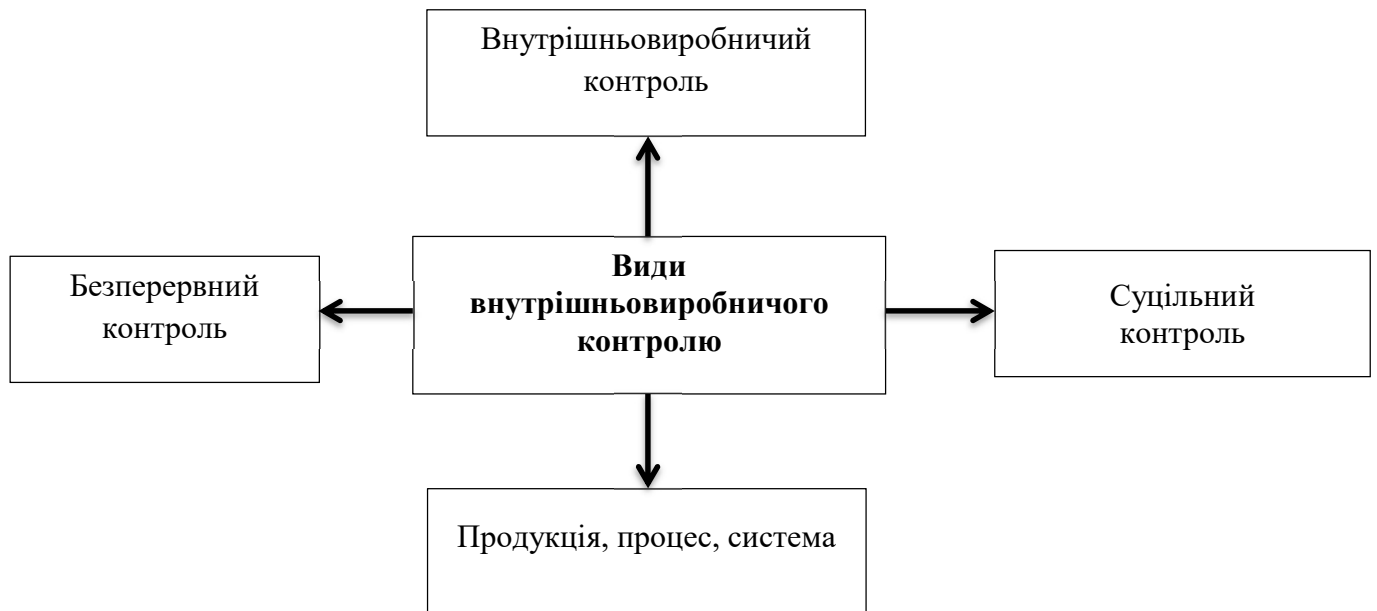 Внутрішньовиробничий
контроль
Види
внутрішньовиробничого
контролю
Безперервний
контроль
Суцільний
контроль
Продукція, процес, система